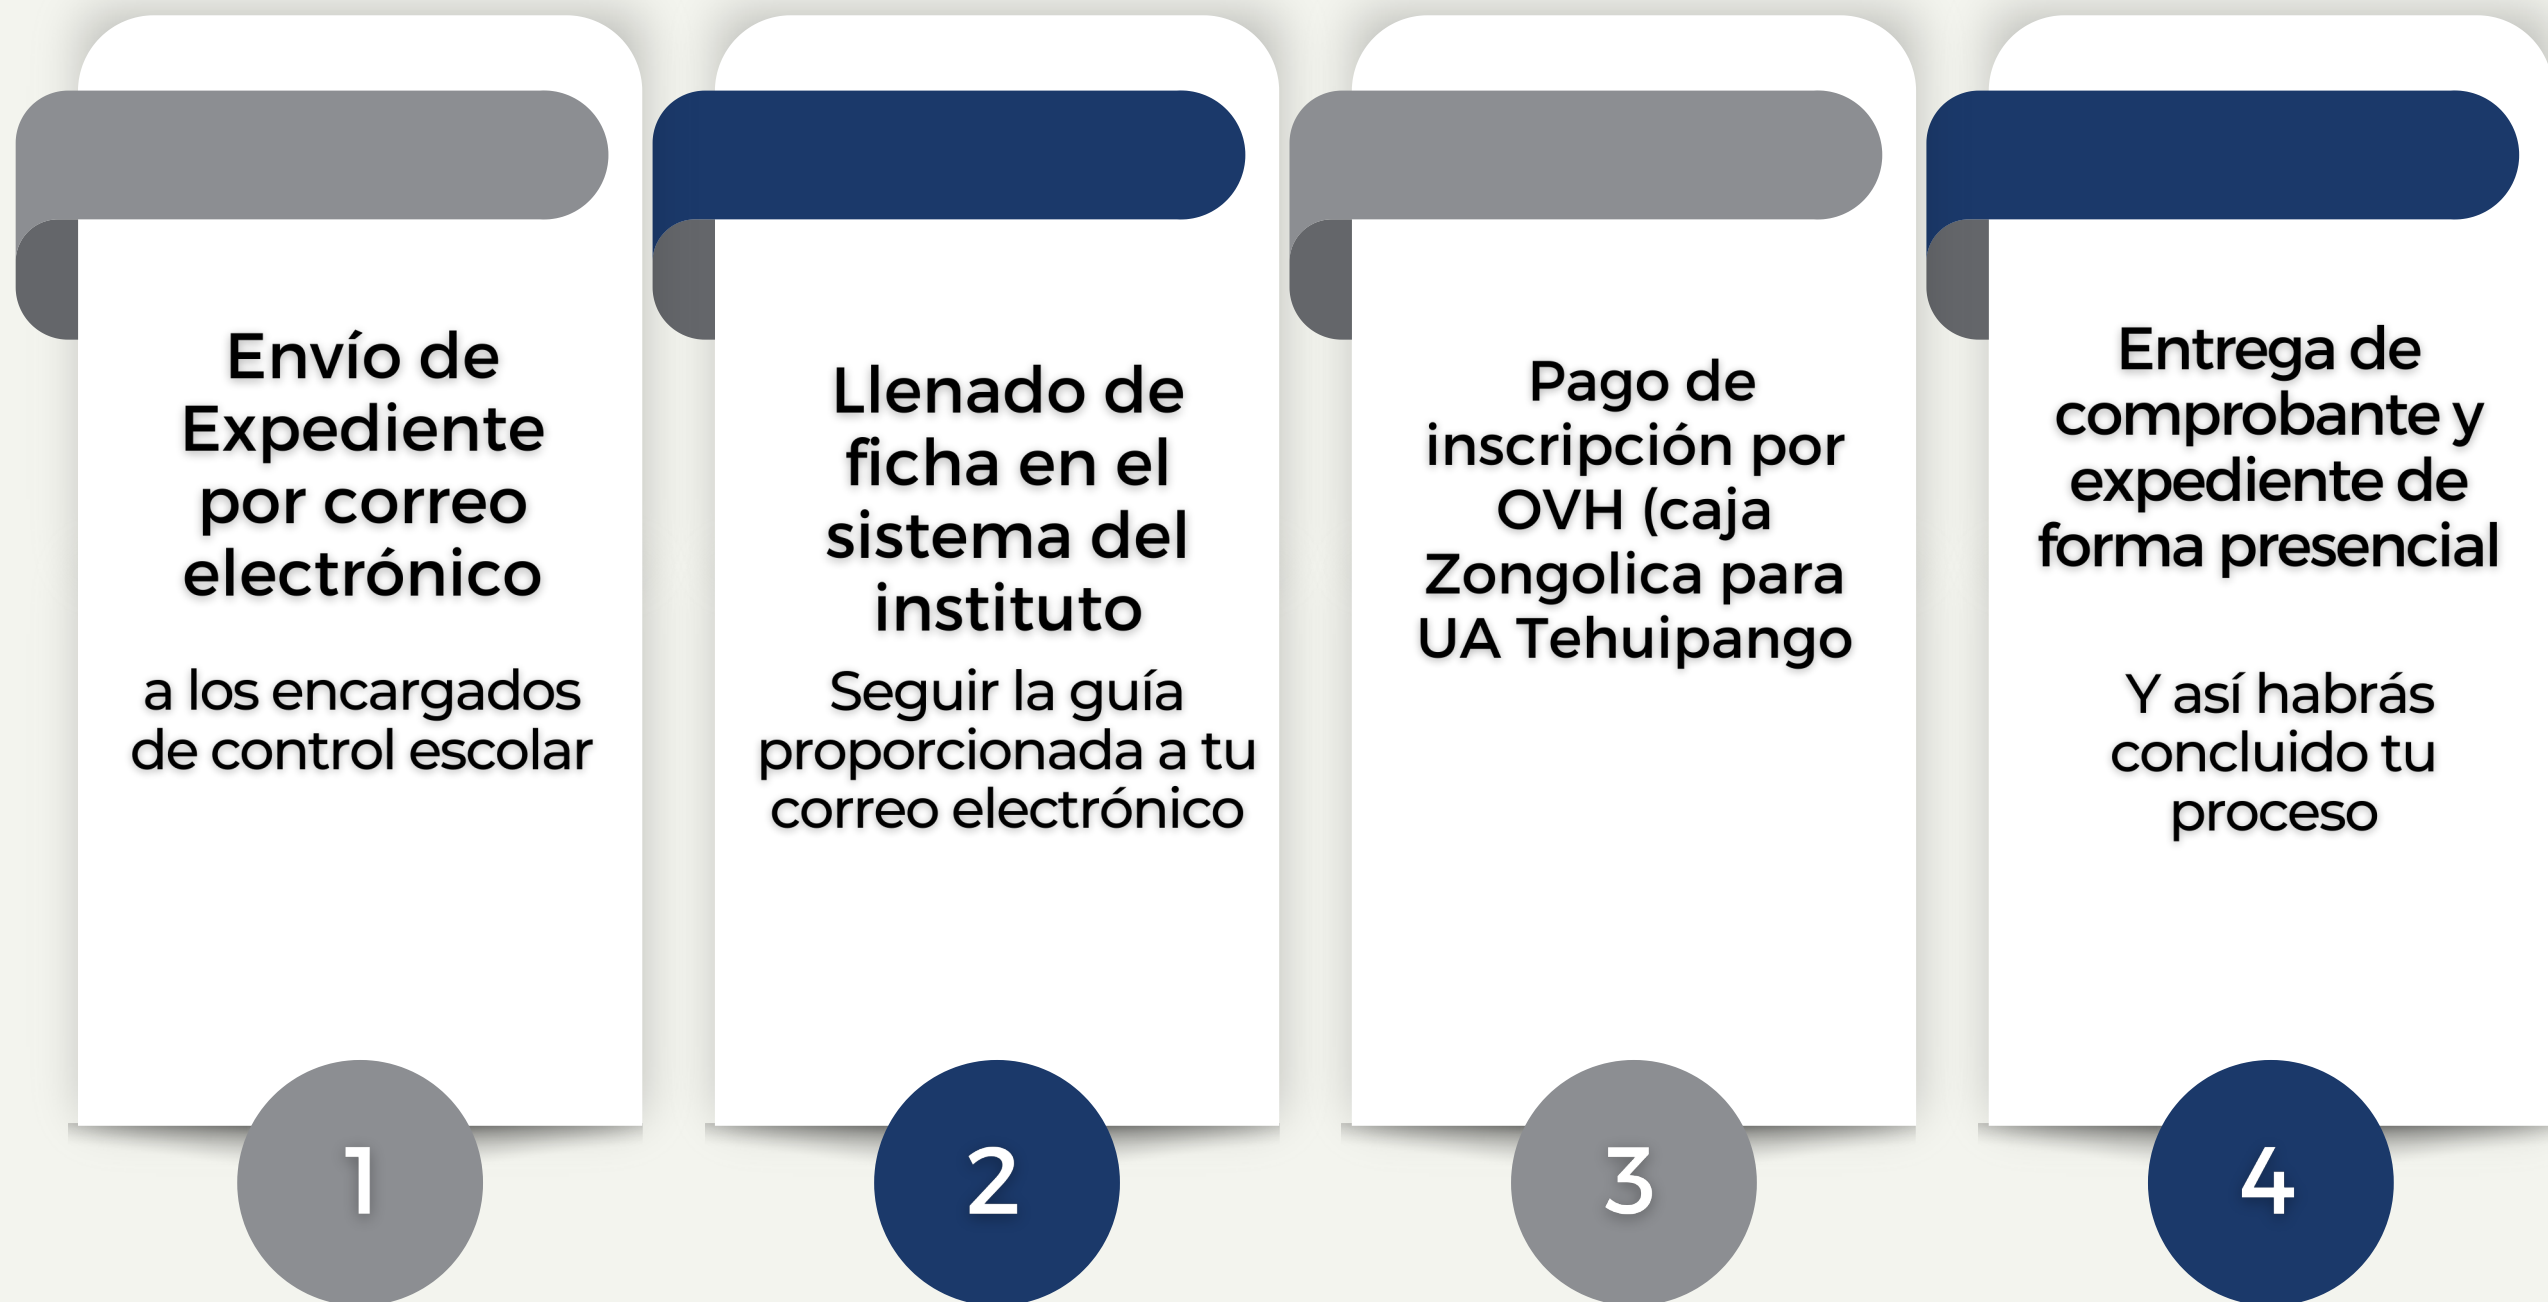 Envío de
Expediente
por correo
electrónico
a los encargados
de control escolar
1
Llenado de
ficha en el
sistema del
instituto
Seguir la guía
proporcionada a tu
correo electrónico
2
Pago de
inscripción por
OVH (caja
Zongolica para
UA Tehuipango
3
Entrega de
comprobante y
expediente de
forma presencial
Y así habrás
concluido tu
proceso
4